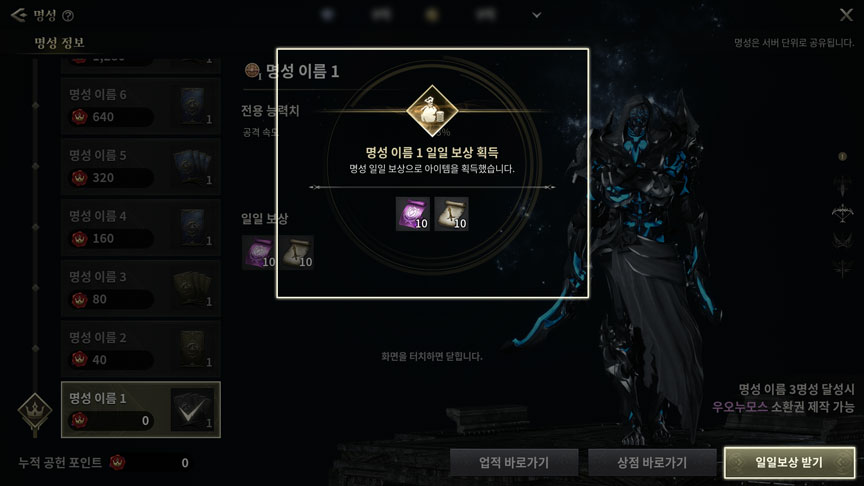 명성
명성 정보
명성은 서버 단위로 공유됩니다.
명성 이름 6
640
1
명성 이름 5
320
1
명성 이름 4
160
1
명성 이름 3
80
1
명성 이름 2
40
1
명성 이름 1
0
1
누적 공헌 포인트
0
1
명성 이름 1
전용 능력치
공격 속도
명성 이름 1 일일 보상 획득
명성 일일 보상으로 아이템을 획득했습니다.
10
10
일일 보상
10
10
화면을 터치하면 닫힙니다.
명성 이름 3명성 달성시
우오누모스 소환권 제작 가능
업적 바로가기
상점 바로가기
일일보상 받기